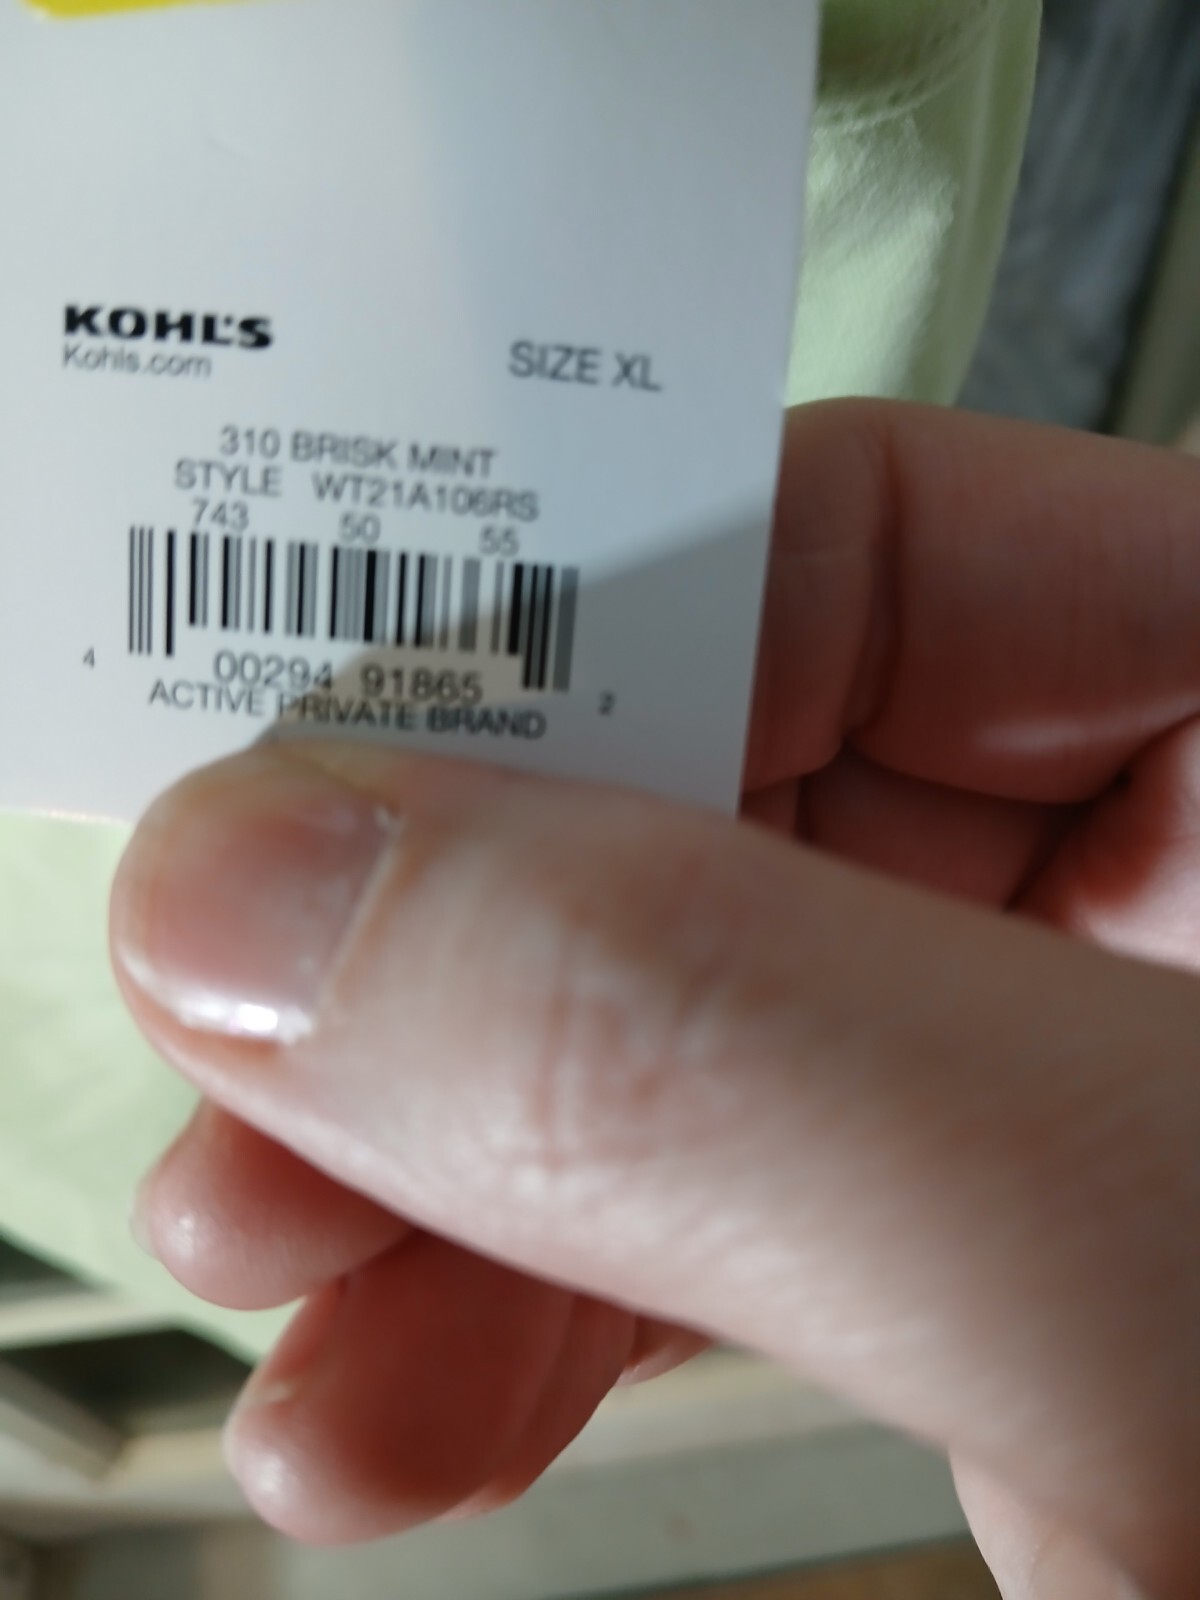 KOHL'S
Kohls.com
SIZE XL
310 BRISK MINT
STYLE WT21A106RS
743 50 55
4 00294 91865 2
ACTIVE PRIVATE BRAND